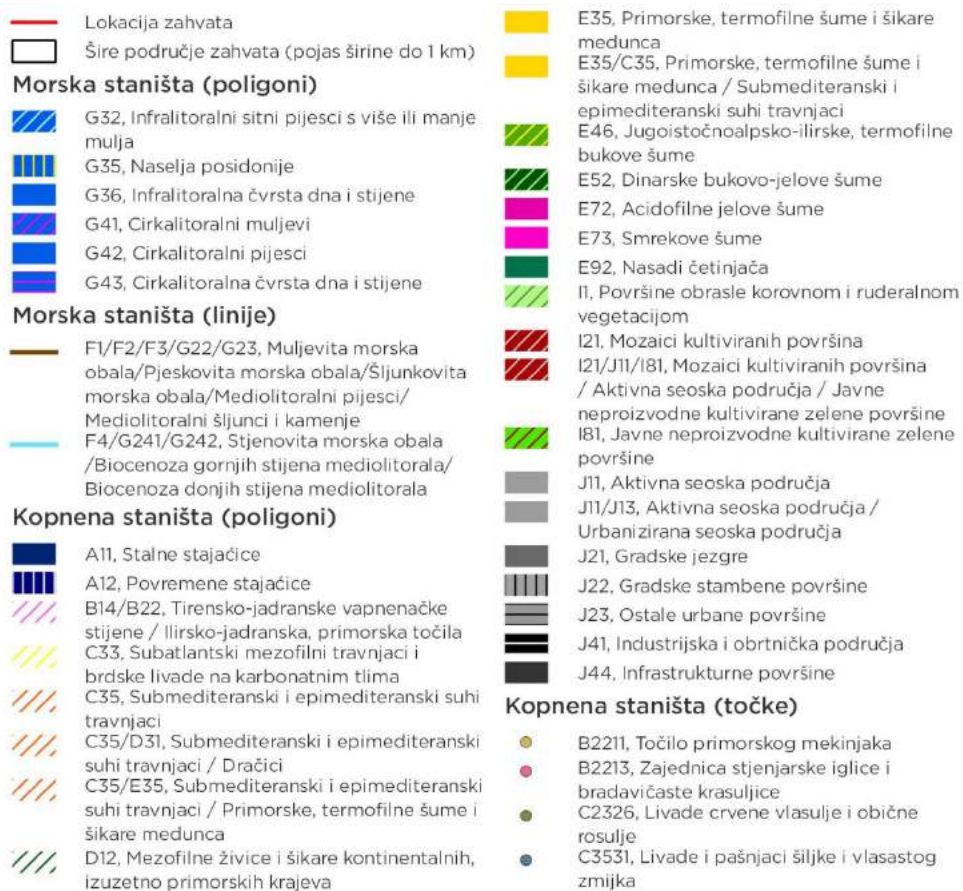 Lokacija zahvata
Šire područje zahvata (pojas širine do 1 km)
Morska staništa (poligoni)
G32, Infralitoralni sitni pijesci s više ili manje
mulja
G35, Naselja posidonije
G36, Infralitoralna čvrsta dna i stijene
G41, Cirkalitoralni muljevi
G42, Cirkalitoralni pijesci
G43, Cirkalitoralna čvrsta dna i stijene
Morska staništa (linije)
F1/F2/F3/G22/G23, Muljevita morska
obala/Pjeskovita morska obala/Šljunkovita
morska obala/Mediolitoralni pijesci/
Mediolitoralni šljunci i kamenje
F4/G241/G242, Stjenovita morska obala
/Biocenoza gornjih stijena mediolitorala/
Biocenoza donjih stijena mediolitorala
Kopnena staništa (poligoni)
A11, Stalne stajaćice
A12, Povremene stajaćice
B14/B22, Tirensko-jadranske vapnenačke
stijene / Ilirsko-jadranska, primorska točila
C33, Subatlantski mezofilni travnjaci i
brdske livade na karbonatnim tlima
C35, Submediteranski i epimediteranski suhi
travnjaci
C35/D31, Submediteranski i epimediteranski
suhi travnjaci / Dračici
C35/E35, Submediteranski i epimediteranski
suhi travnjaci / Primorske, termofilne šume i
šikare medunca
D12, Mezofilne živice i šikare kontinentalnih,
izuzetno primorskih krajeva
E35, Primorske, termofilne šume i šikare
medunca
E35/C35, Primorske, termofilne šume i
šikare medunca / Submediteranski i
epimediteranski suhi travnjaci
E46, Jugoistočnoalpsko-ilirske, termofilne
bukove šume
E52, Dinarske bukovo-jelove šume
E72, Acidofilne jelove šume
E73, Smrekove šume
E92, Nasadi četinjača
I1, Površine obrasle korovnom i ruderalnom
vegetacijom
I21, Mozaici kultiviranih površina
I21/J11/I81, Mozaici kultiviranih površina
/ Aktivna seoska područja / Javne
neproizvodne kultivirane zelene površine
I81, Javne neproizvodne kultivirane zelene
površine
J11, Aktivna seoska područja
J11/J13, Aktivna seoska područja /
Urbanizirana seoska područja
J21, Gradske jezgre
J22, Gradske stambene površine
J23, Ostale urbane površine
J41, Industrijska i obrtnička područja
J44, Infrastrukturne površine
Kopnena staništa (točke)
B2211, Točilo primorskog mekinjaka
B2213, Zajednica stjenjarske iglice i
bradavičaste krasuljice
C2326, Livade crvene vlasulje i obične
rosulje
C3531, Livade i pašnjaci šiljke i vlasastog
zmijka